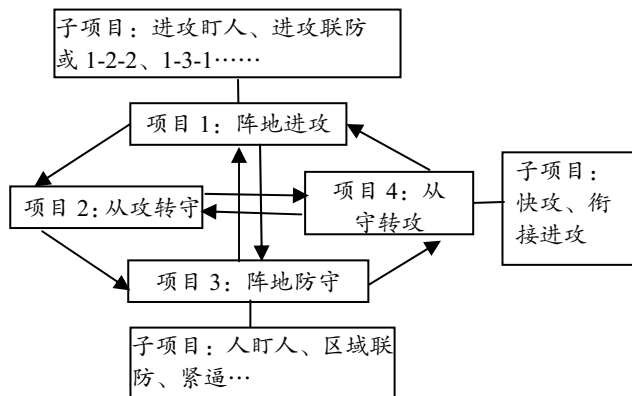 子项目：进攻盯人、进攻联防
或 1-2-2、1-3-1……
项目 1：阵地进攻
项目 2：从攻转守
项目 4：从
守转攻
子项目：
快攻、衔
接进攻
项目 3：阵地防守
子项目：人盯人、区域联
防、紧逼…